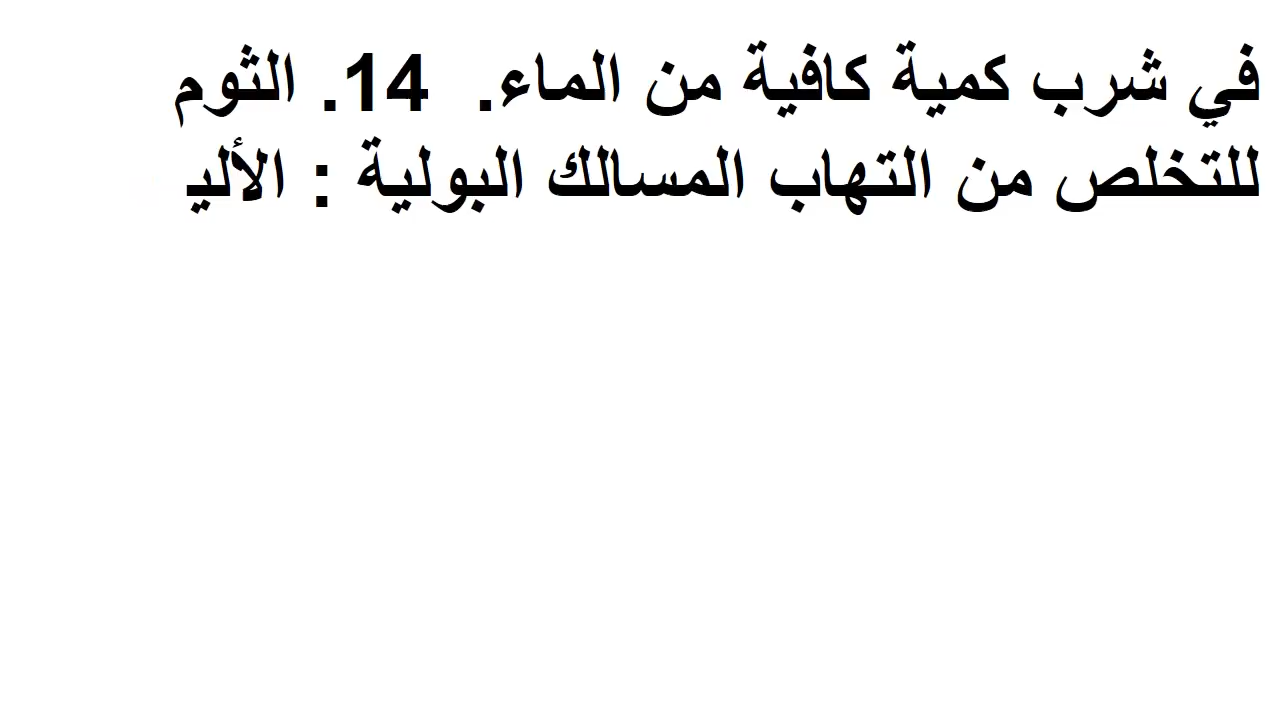 في شرب كمية كافية من الماء.  14. الثوم
للتخلص من التهاب المسالك البولية : الأليـ